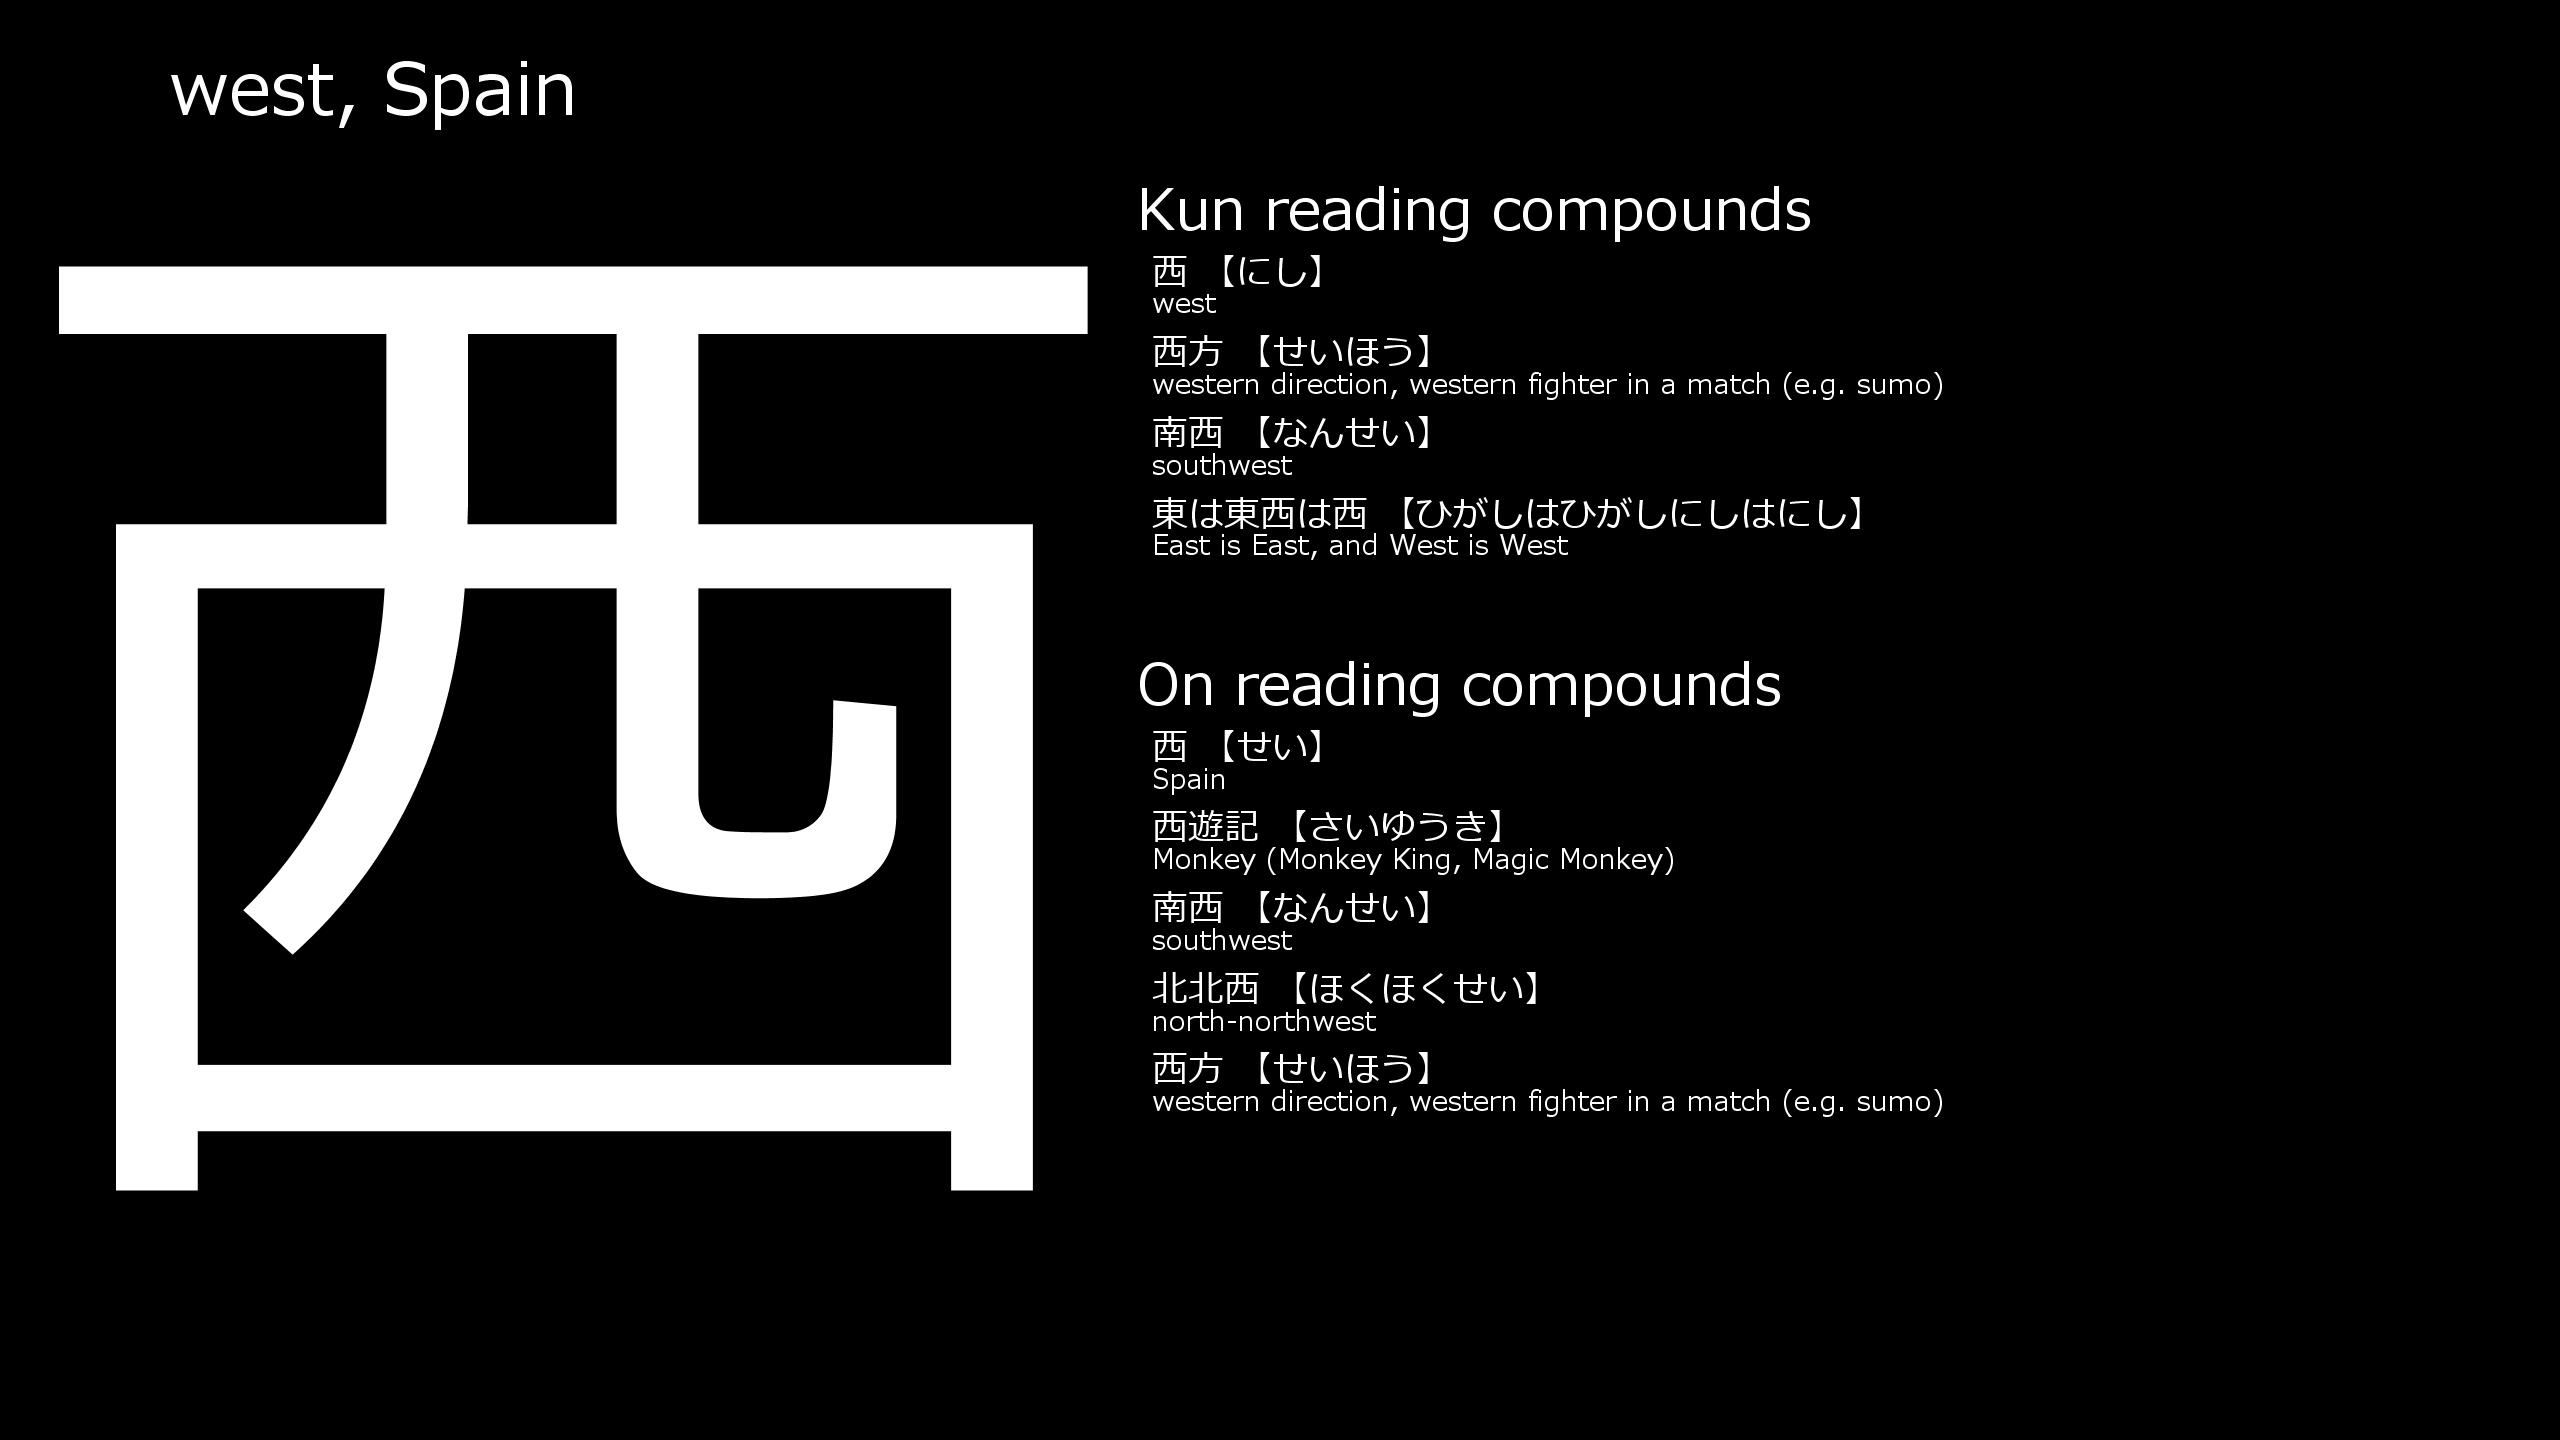 west, Spain
西
Kun reading compounds
西 【にし】
west
西方 【せいほう】
western direction, western fighter in a match (e.g. sumo)
南西 【なんせい】
southwest
東は東西は西 【ひがしはひがしにしはにし】
East is East, and West is West
On reading compounds
西 【せい】
Spain
西遊記 【さいゆうき】
Monkey (Monkey King, Magic Monkey)
南西 【なんせい】
southwest
北北西 【ほくほくせい】
north-northwest
西方 【せいほう】
western direction, western fighter in a match (e.g. sumo)